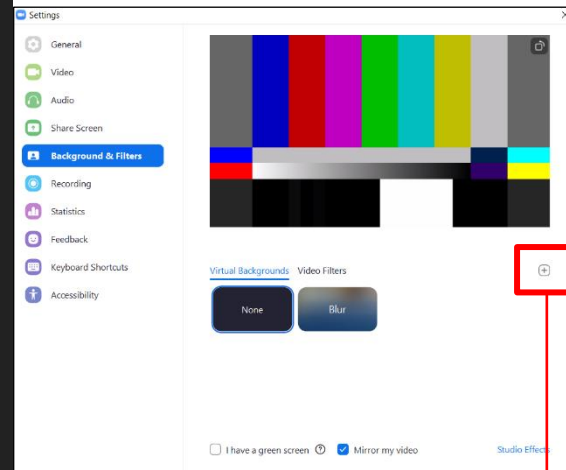 Settings
General
Video
Audio
Share Screen
Background & Filters
Recording
Statistics
Feedback
Keyboard Shortcuts
Accessibility
Virtual Backgrounds Video Filters
None Blur
I have a green screen Mirror my video Studio Effects